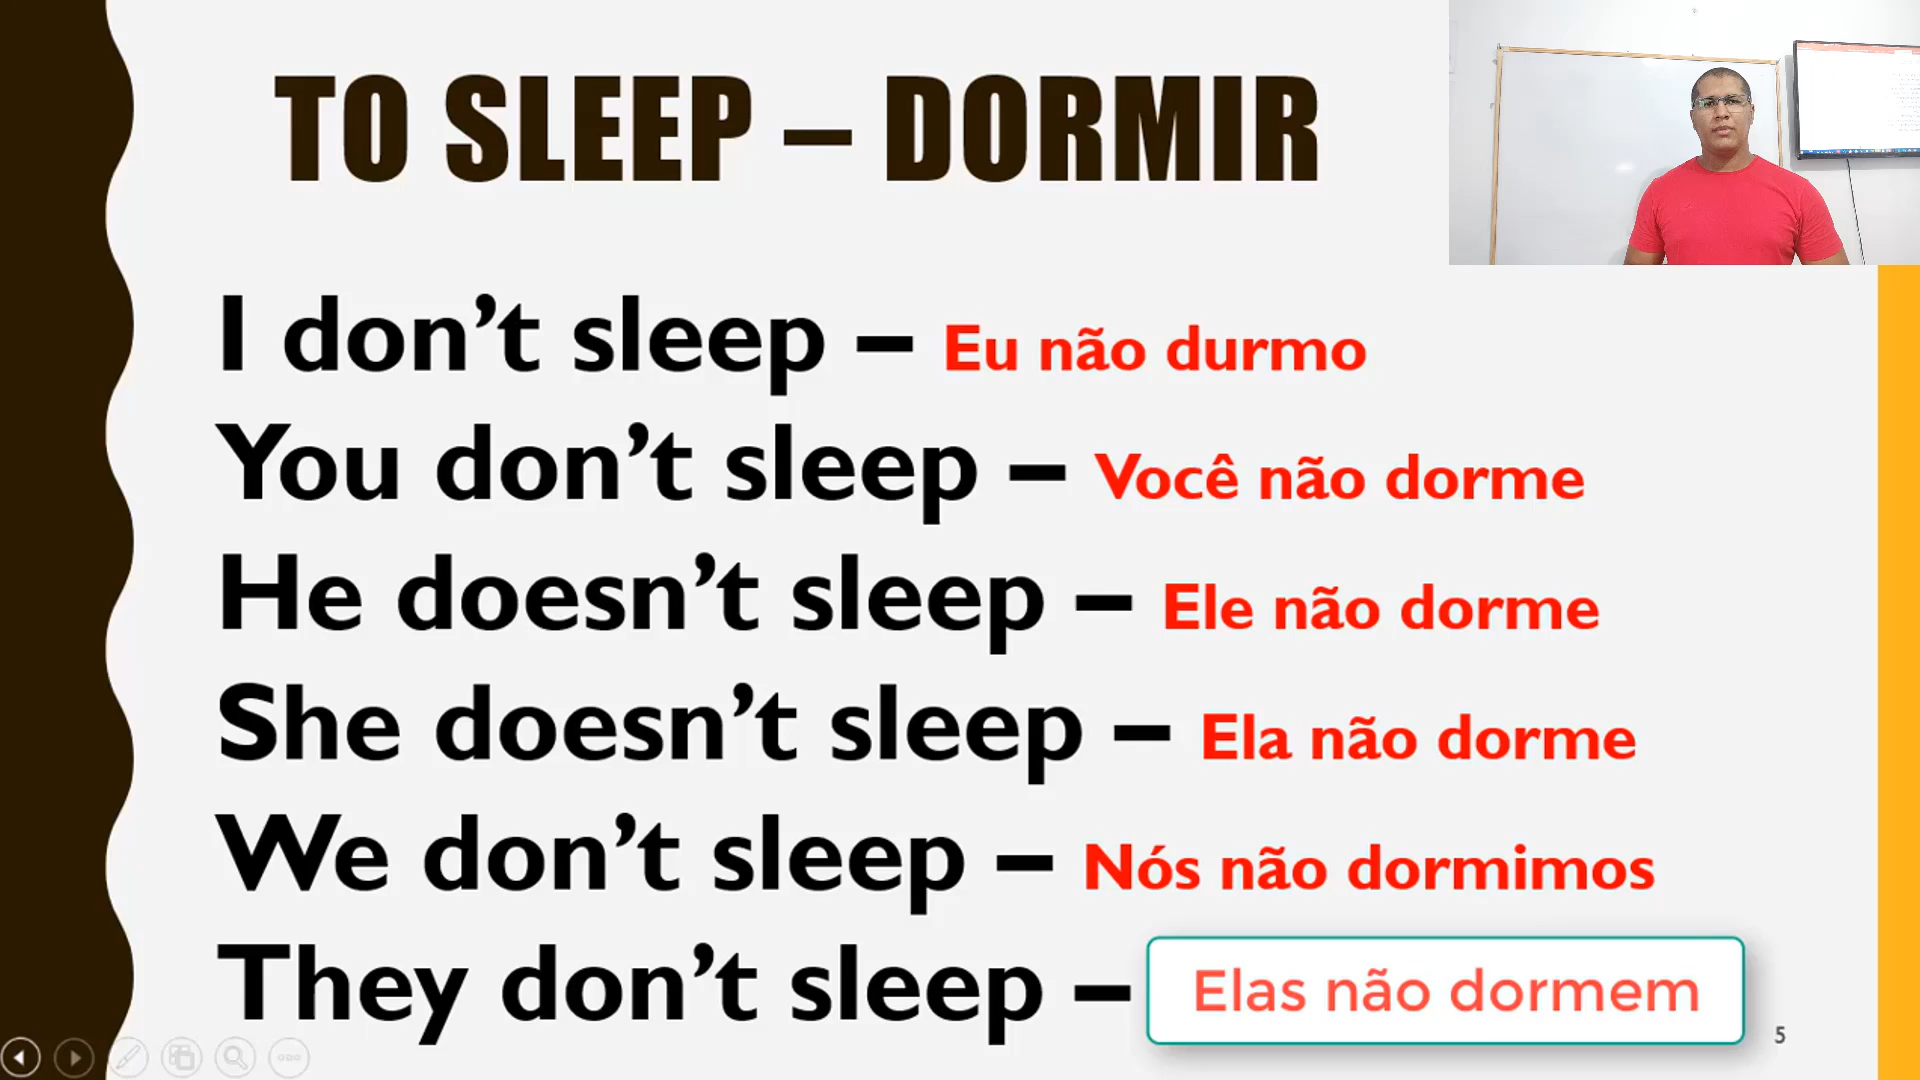 TO SLEEP – DORMIR
I don’t sleep – Eu não durmo
You don’t sleep – Você não dorme
He doesn’t sleep – Ele não dorme
She doesn’t sleep – Ela não dorme
We don’t sleep – Nós não dormimos
They don’t sleep – Elas não dormem
5